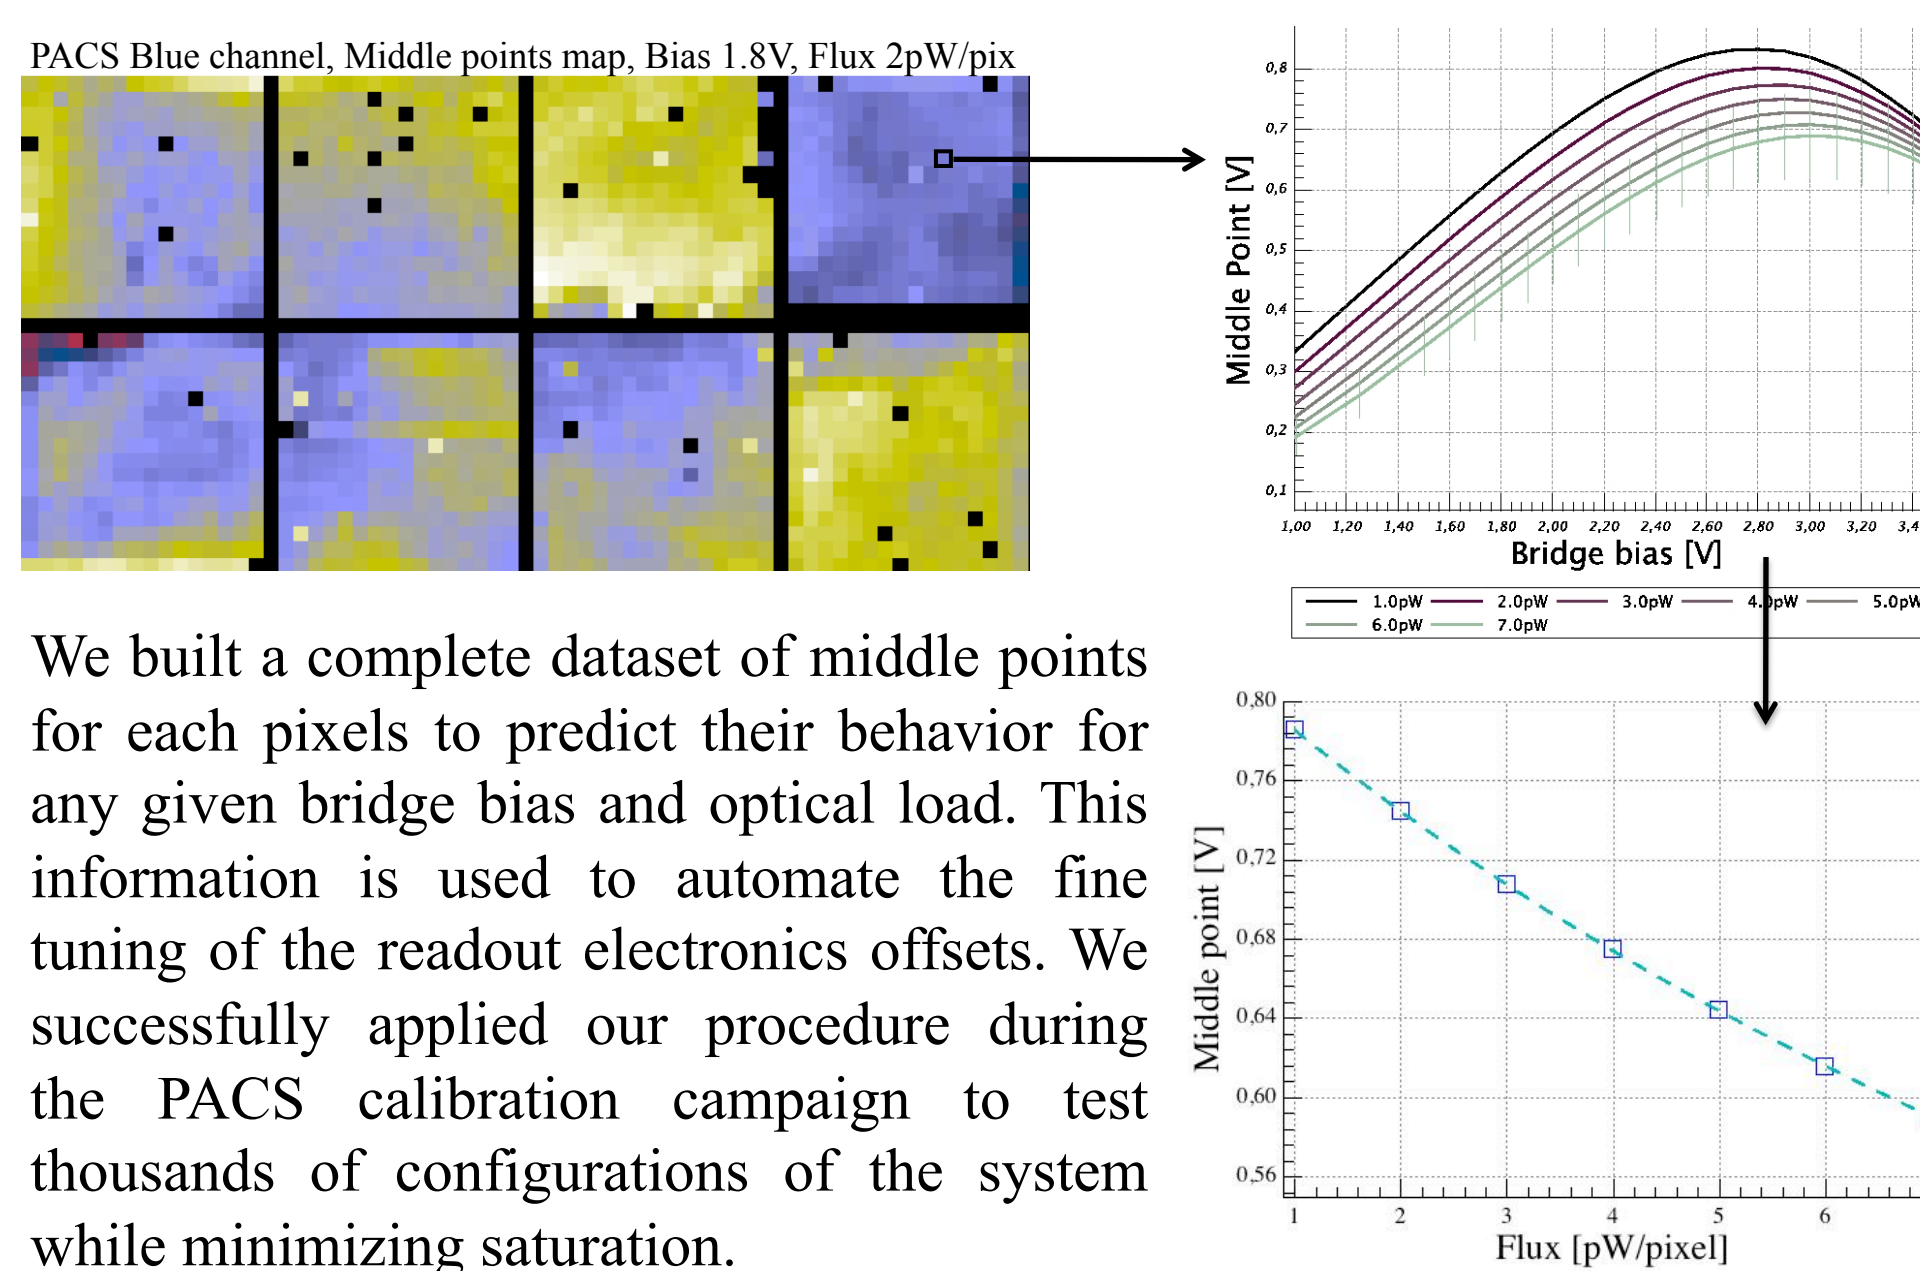 PACS Blue channel, Middle points map, Bias 1.8V, Flux 2pW/pix
We built a complete dataset of middle points
for each pixels to predict their behavior for
any given bridge bias and optical load. This
information is used to automate the fine
tuning of the readout electronics offsets. We
successfully applied our procedure during
the PACS calibration campaign to test
thousands of configurations of the system
while minimizing saturation.
Middle Point [V]
0,8
0,7
0,6
0,5
0,4
0,3
0,2
0,1
1,00 1,20 1,40 1,60 1,80 2,00 2,20 2,40 2,60 2,80 3,00 3,20 3,4
Bridge bias [V]
1.0pW 2.0pW 3.0pW 4.0pW 5.0pW
6.0pW 7.0pW
Middle point [V]
0.80
0,76
0,72
0,68
0,64
0,60
0.56
1 2 3 4 5 6
Flux [pW/pixel]